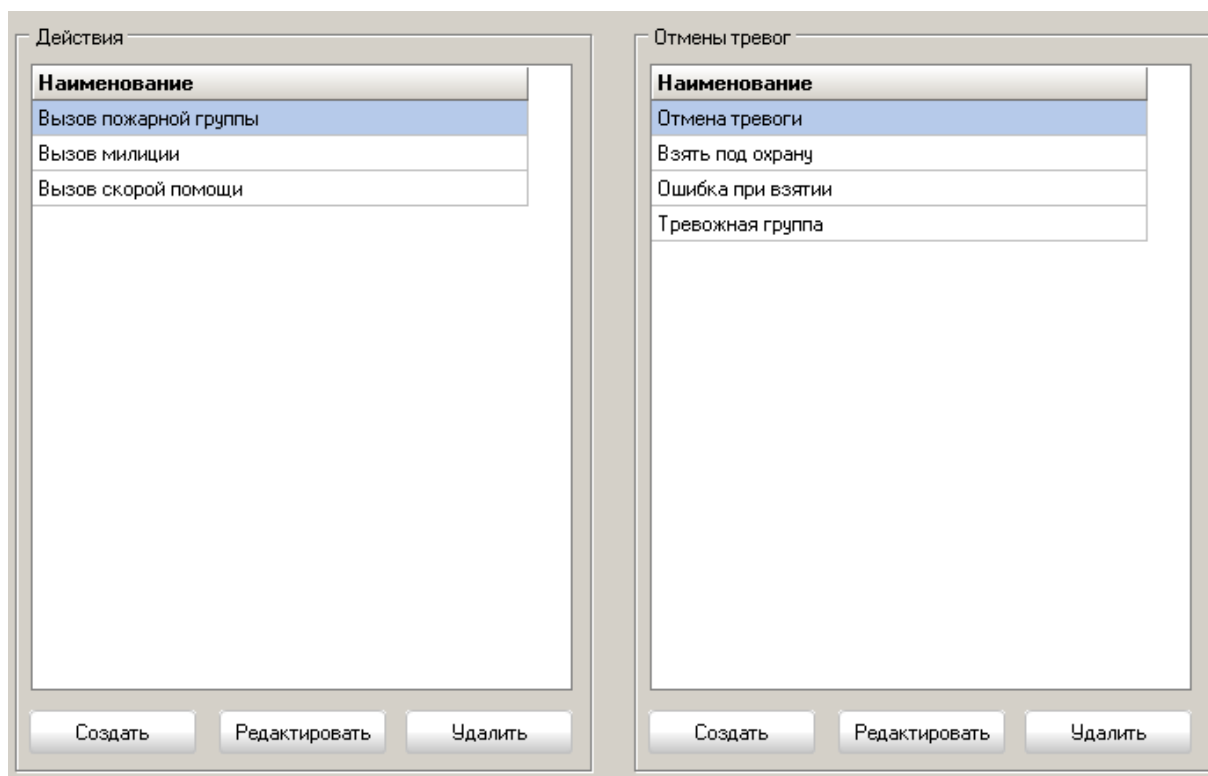 Действия
Наименование
Вызов пожарной группы
Вызов милиции
Вызов скорой помощи
Создать
Редактировать
Удалить
Отмены тревог
Наименование
Отмена тревоги
Взять под охрану
Ошибка при взятии
Тревожная группа
Создать
Редактировать
Удалить